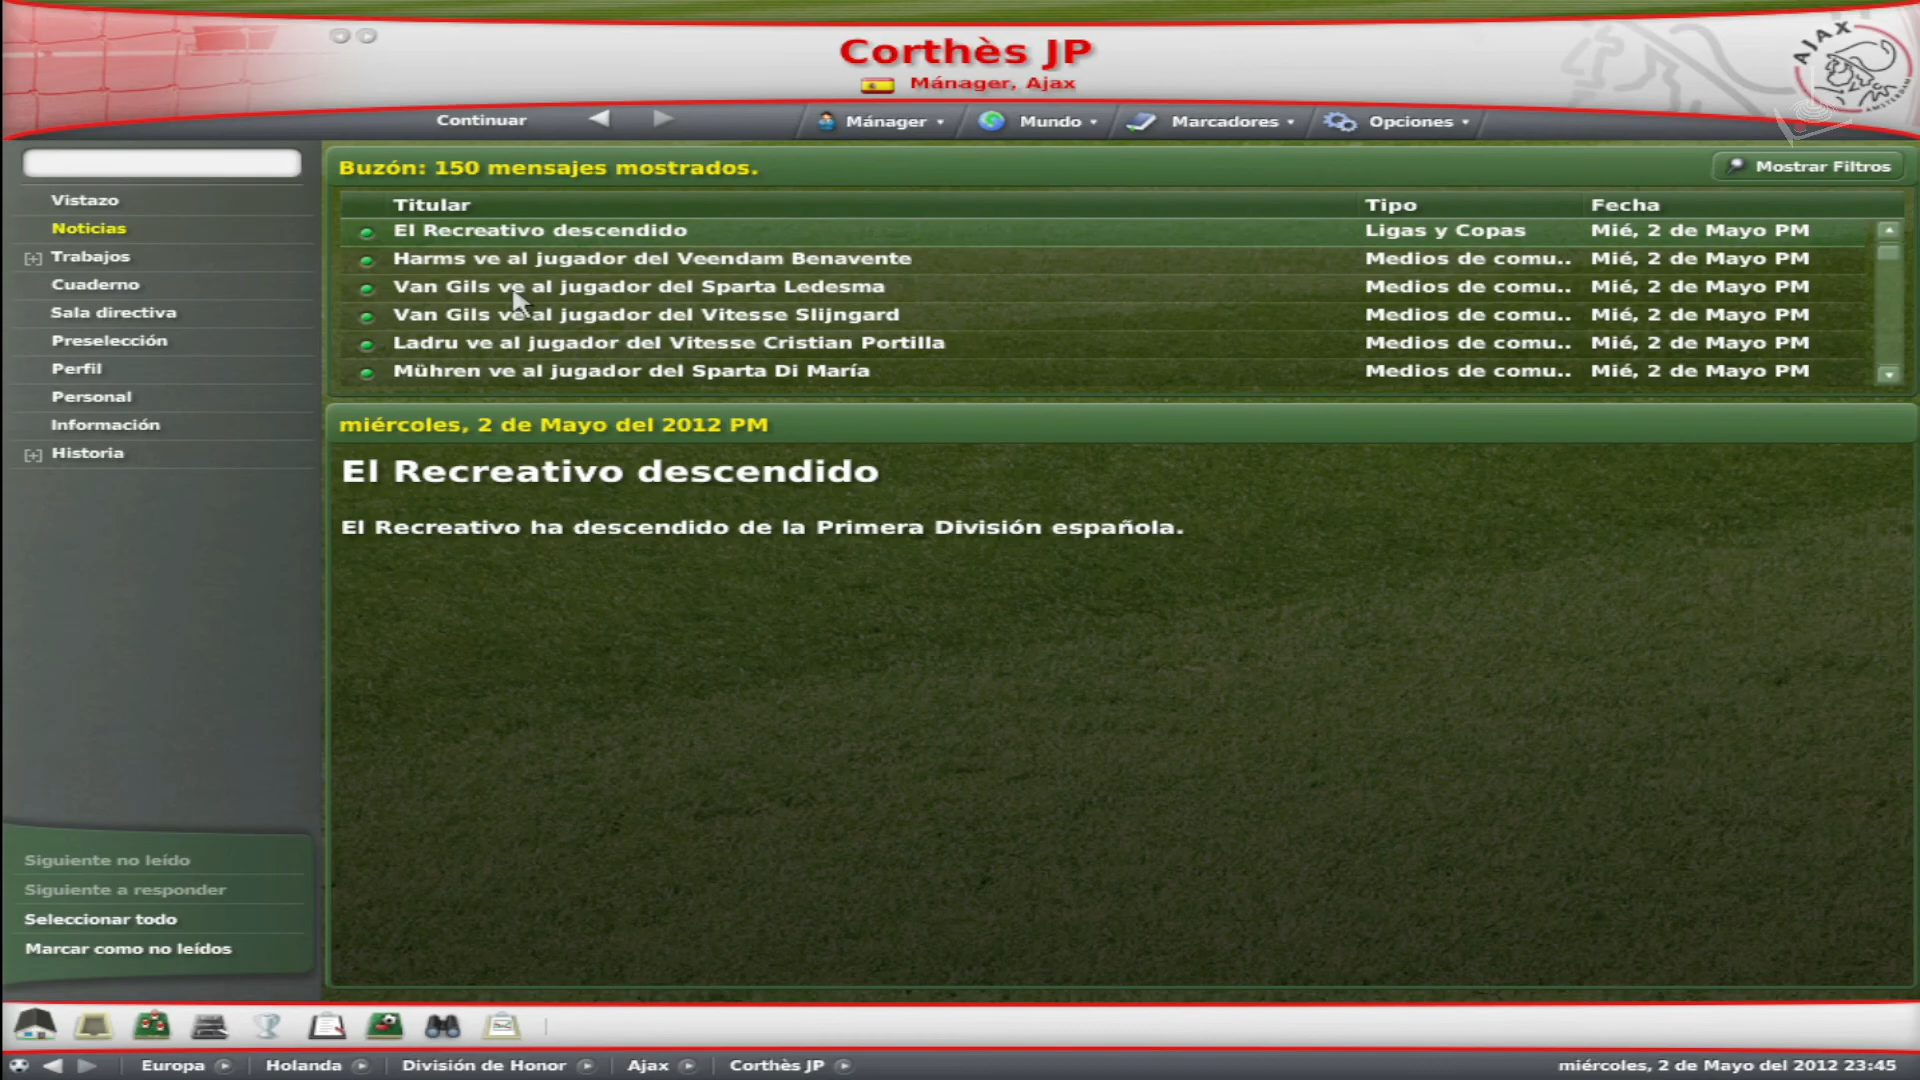 Corthès JP
Mánager, Ajax
AJAX
AMSTERDAM
Continuar
Mánager
Mundo
Marcadores
Opciones
Vistazo
Noticias
[+] Trabajos
Cuaderno
Sala directiva
Preselección
Perfil
Personal
Información
[+] Historia
Buzón: 150 mensajes mostrados.
Mostrar Filtros
Titular Tipo Fecha
El Recreativo descendido Ligas y Copas Mié, 2 de Mayo PM
Harms ve al jugador del Veendam Benavente Medios de comu.. Mié, 2 de Mayo PM
Van Gils ve al jugador del Sparta Ledesma Medios de comu.. Mié, 2 de Mayo PM
Van Gils ve al jugador del Vitesse Slijngard Medios de comu.. Mié, 2 de Mayo PM
Ladru ve al jugador del Vitesse Cristian Portilla Medios de comu.. Mié, 2 de Mayo PM
Mühren ve al jugador del Sparta Di María Medios de comu.. Mié, 2 de Mayo PM
miércoles, 2 de Mayo del 2012 PM
El Recreativo descendido
El Recreativo ha descendido de la Primera División española.
Siguiente no leído
Siguiente a responder
Seleccionar todo
Marcar como no leídos
Europa Holanda División de Honor Ajax Corthès JP miércoles, 2 de Mayo del 2012 23:45